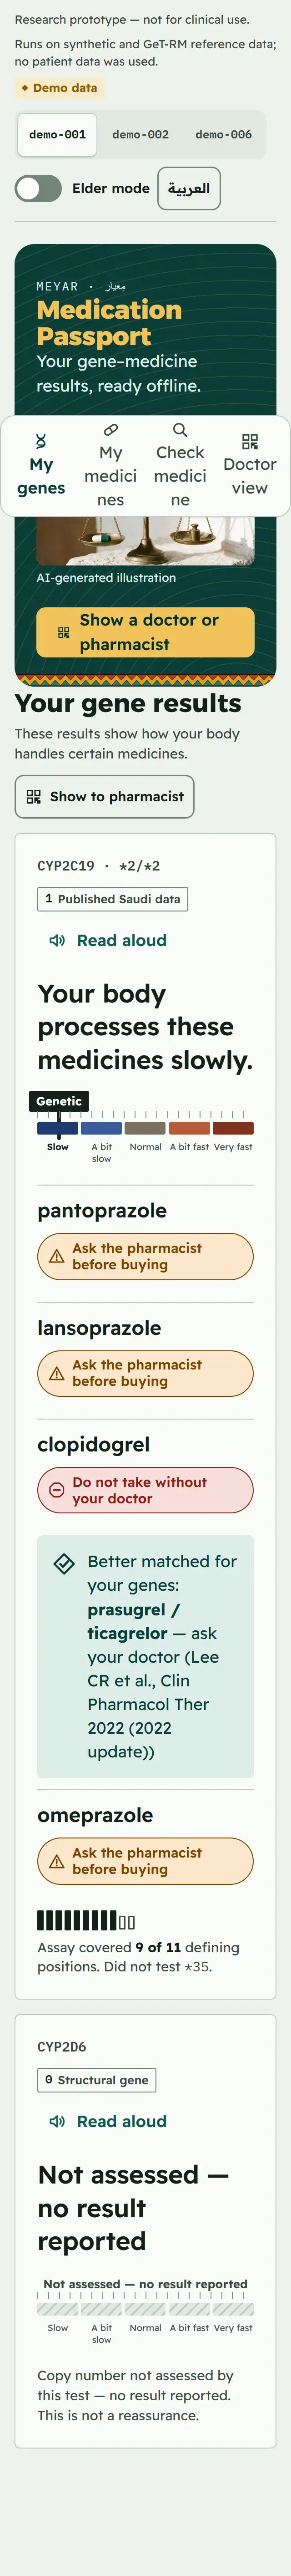 Research prototype — not for clinical use.
Runs on synthetic and GeT-RM reference data;
no patient data was used.
Demo data
demo-001
demo-002
demo-006
Elder mode
العربية
MEYAR · معيار
Medication
Passport
Your gene–medicine
results, ready offline.
My
genes
My
medici
nes
Check
medici
ne
Doctor
view
AI-generated illustration
Show a doctor or
pharmacist
Your gene results
These results show how your body
handles certain medicines.
Show to pharmacist
CYP2C19 · *2/*2
1 Published Saudi data
Read aloud
Your body
processes these
medicines slowly.
Genetic
Slow
A bit
slow
Normal
A bit fast
Very fast
pantoprazole
Ask the pharmacist
before buying
lansoprazole
Ask the pharmacist
before buying
clopidogrel
Do not take without
your doctor
Better matched for
your genes:
prasugrel /
ticagrelor — ask
your doctor (Lee
CR et al., Clin
Pharmacol Ther
2022 (2022
update))
omeprazole
Ask the pharmacist
before buying
Assay covered 9 of 11 defining
positions. Did not test *35.
CYP2D6
0 Structural gene
Read aloud
Not assessed —
no result
reported
Not assessed — no result reported
Slow
A bit
slow
Normal
A bit fast
Very fast
Copy number not assessed by
this test — no result reported.
This is not a reassurance.